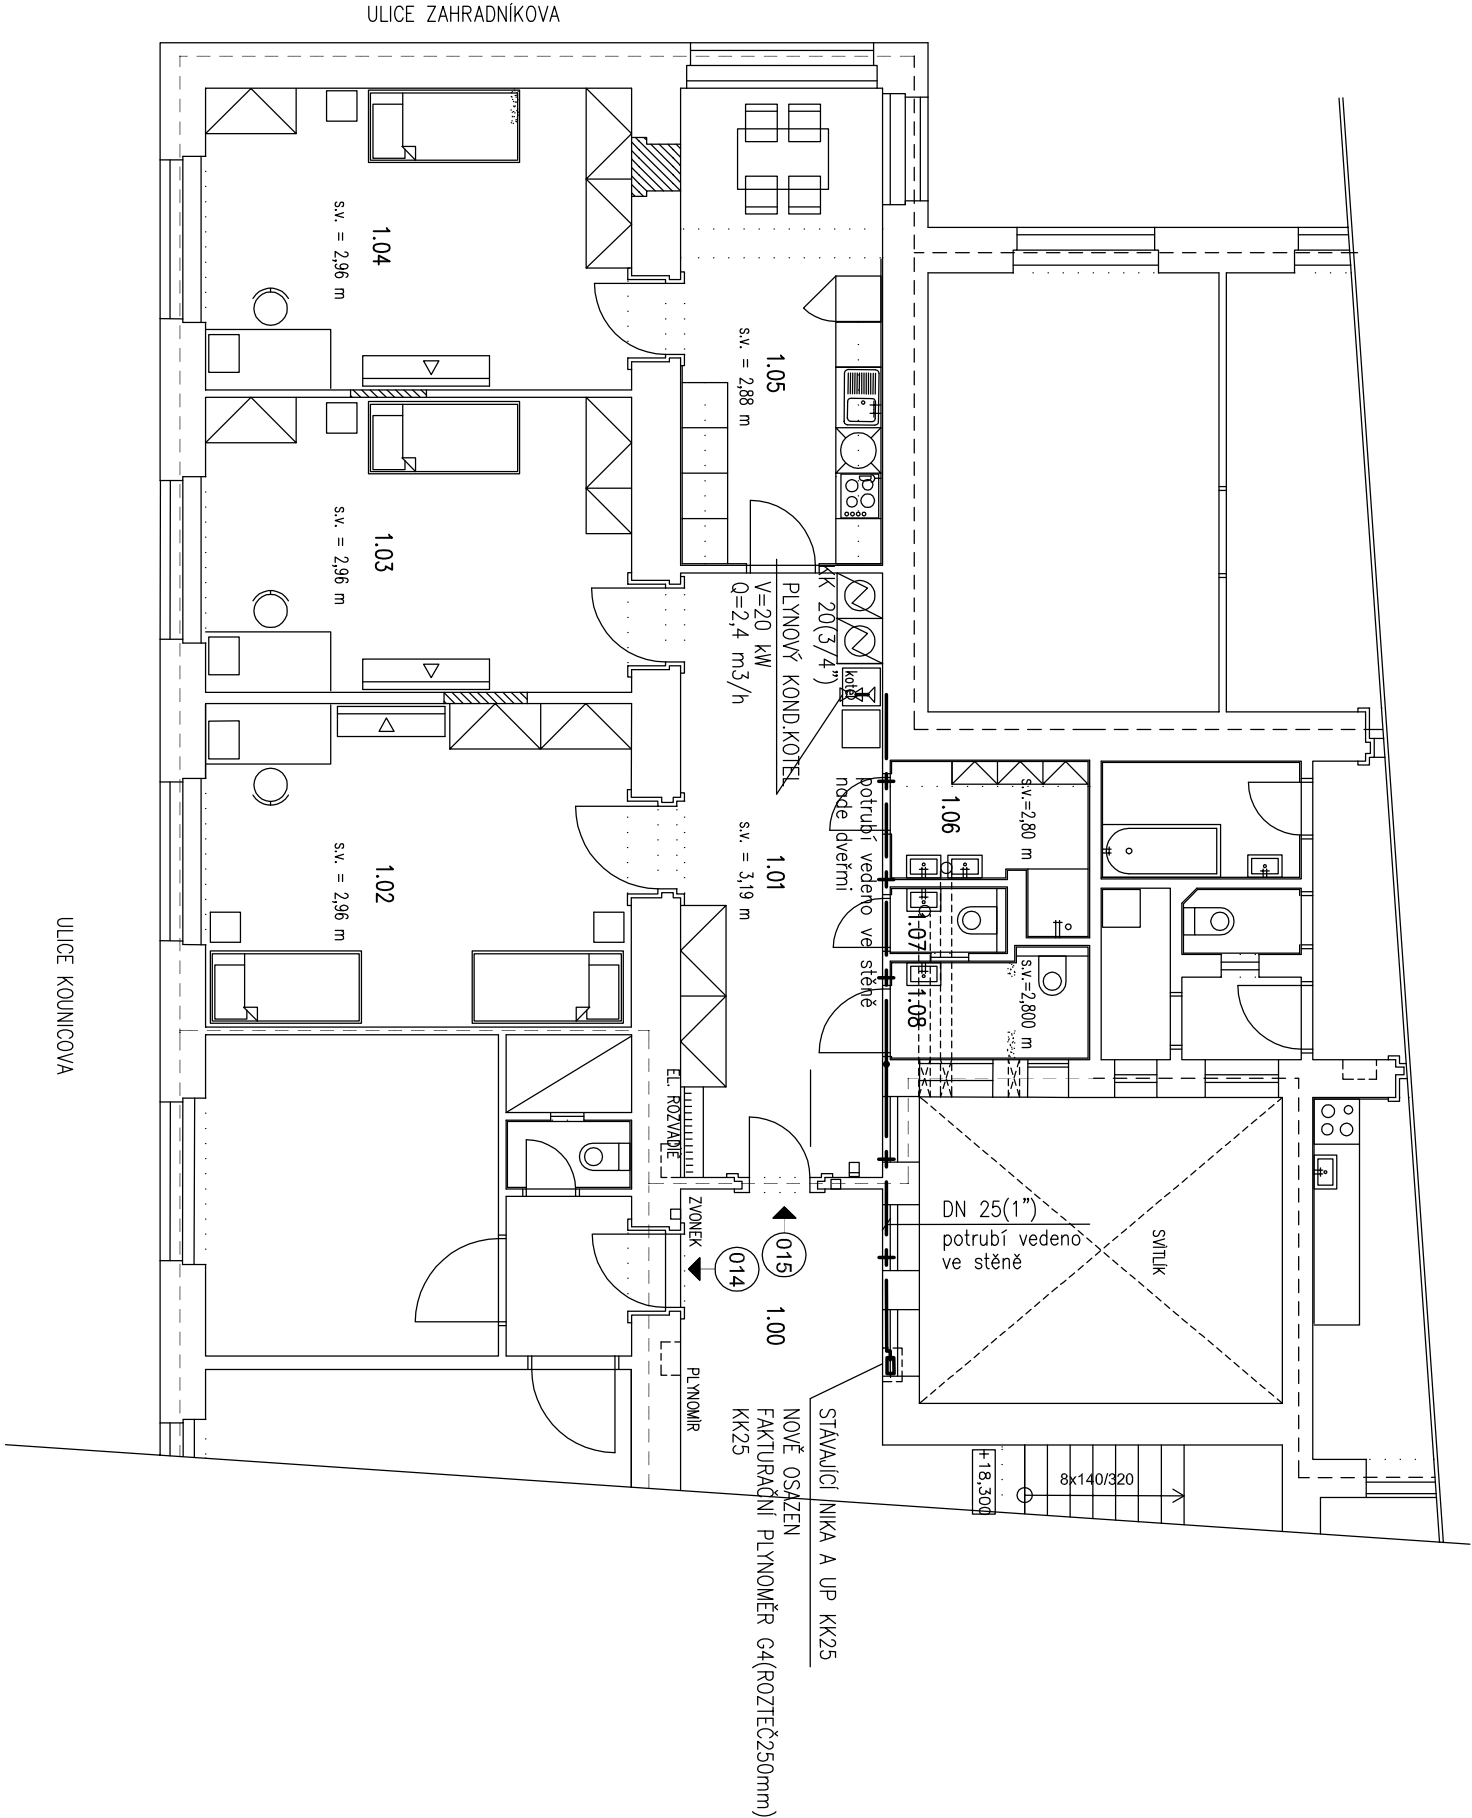 ULICE ZAHRADNÍKOVA
1.04
s.v. = 2,96 m
1.05
s.v. = 2,88 m
1.03
s.v. = 2,96 m
KK 20(3/4")
PLYNOVÝ KOND.KOTEL
V=20 kW
Q=2,4 m3/h
kotel
potrubí vedeno ve stěně
nade dveřmi
1.06
s.v.=2,80 m
1.01
s.v. = 3,19 m
1.02
s.v. = 2,96 m
1.07
1.08
s.v.=2,800 m
ULICE KOUNICOVA
EL. ROZVADĚČ
ZVONEK
014
015
1.00
DN 25(1")
potrubí vedeno
ve stěně
SVĚTLÍK
PLYNOMĚR
STÁVAJÍCÍ NIKA A UP KK25
NOVĚ OSAZEN
FAKTURAČNÍ PLYNOMĚR G4(ROZTEČ250mm)
KK25
+18,300
8x140/320